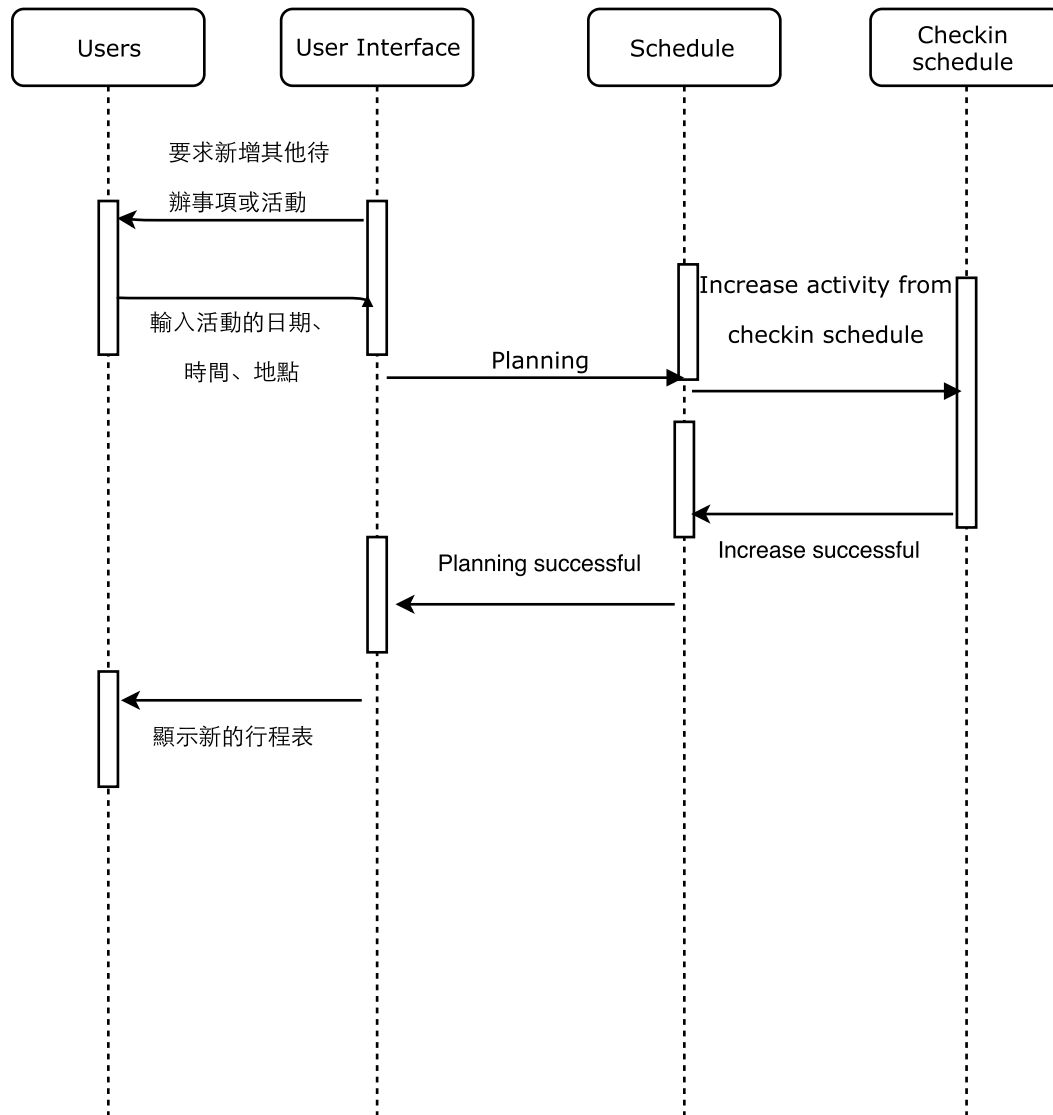 Users
User Interface
Schedule
Checkin
schedule
要求新增其他待
辦事項或活動
Increase activity from
checkin schedule
輸入活動的日期、
時間、地點
Planning
Increase successful
Planning successful
顯示新的行程表